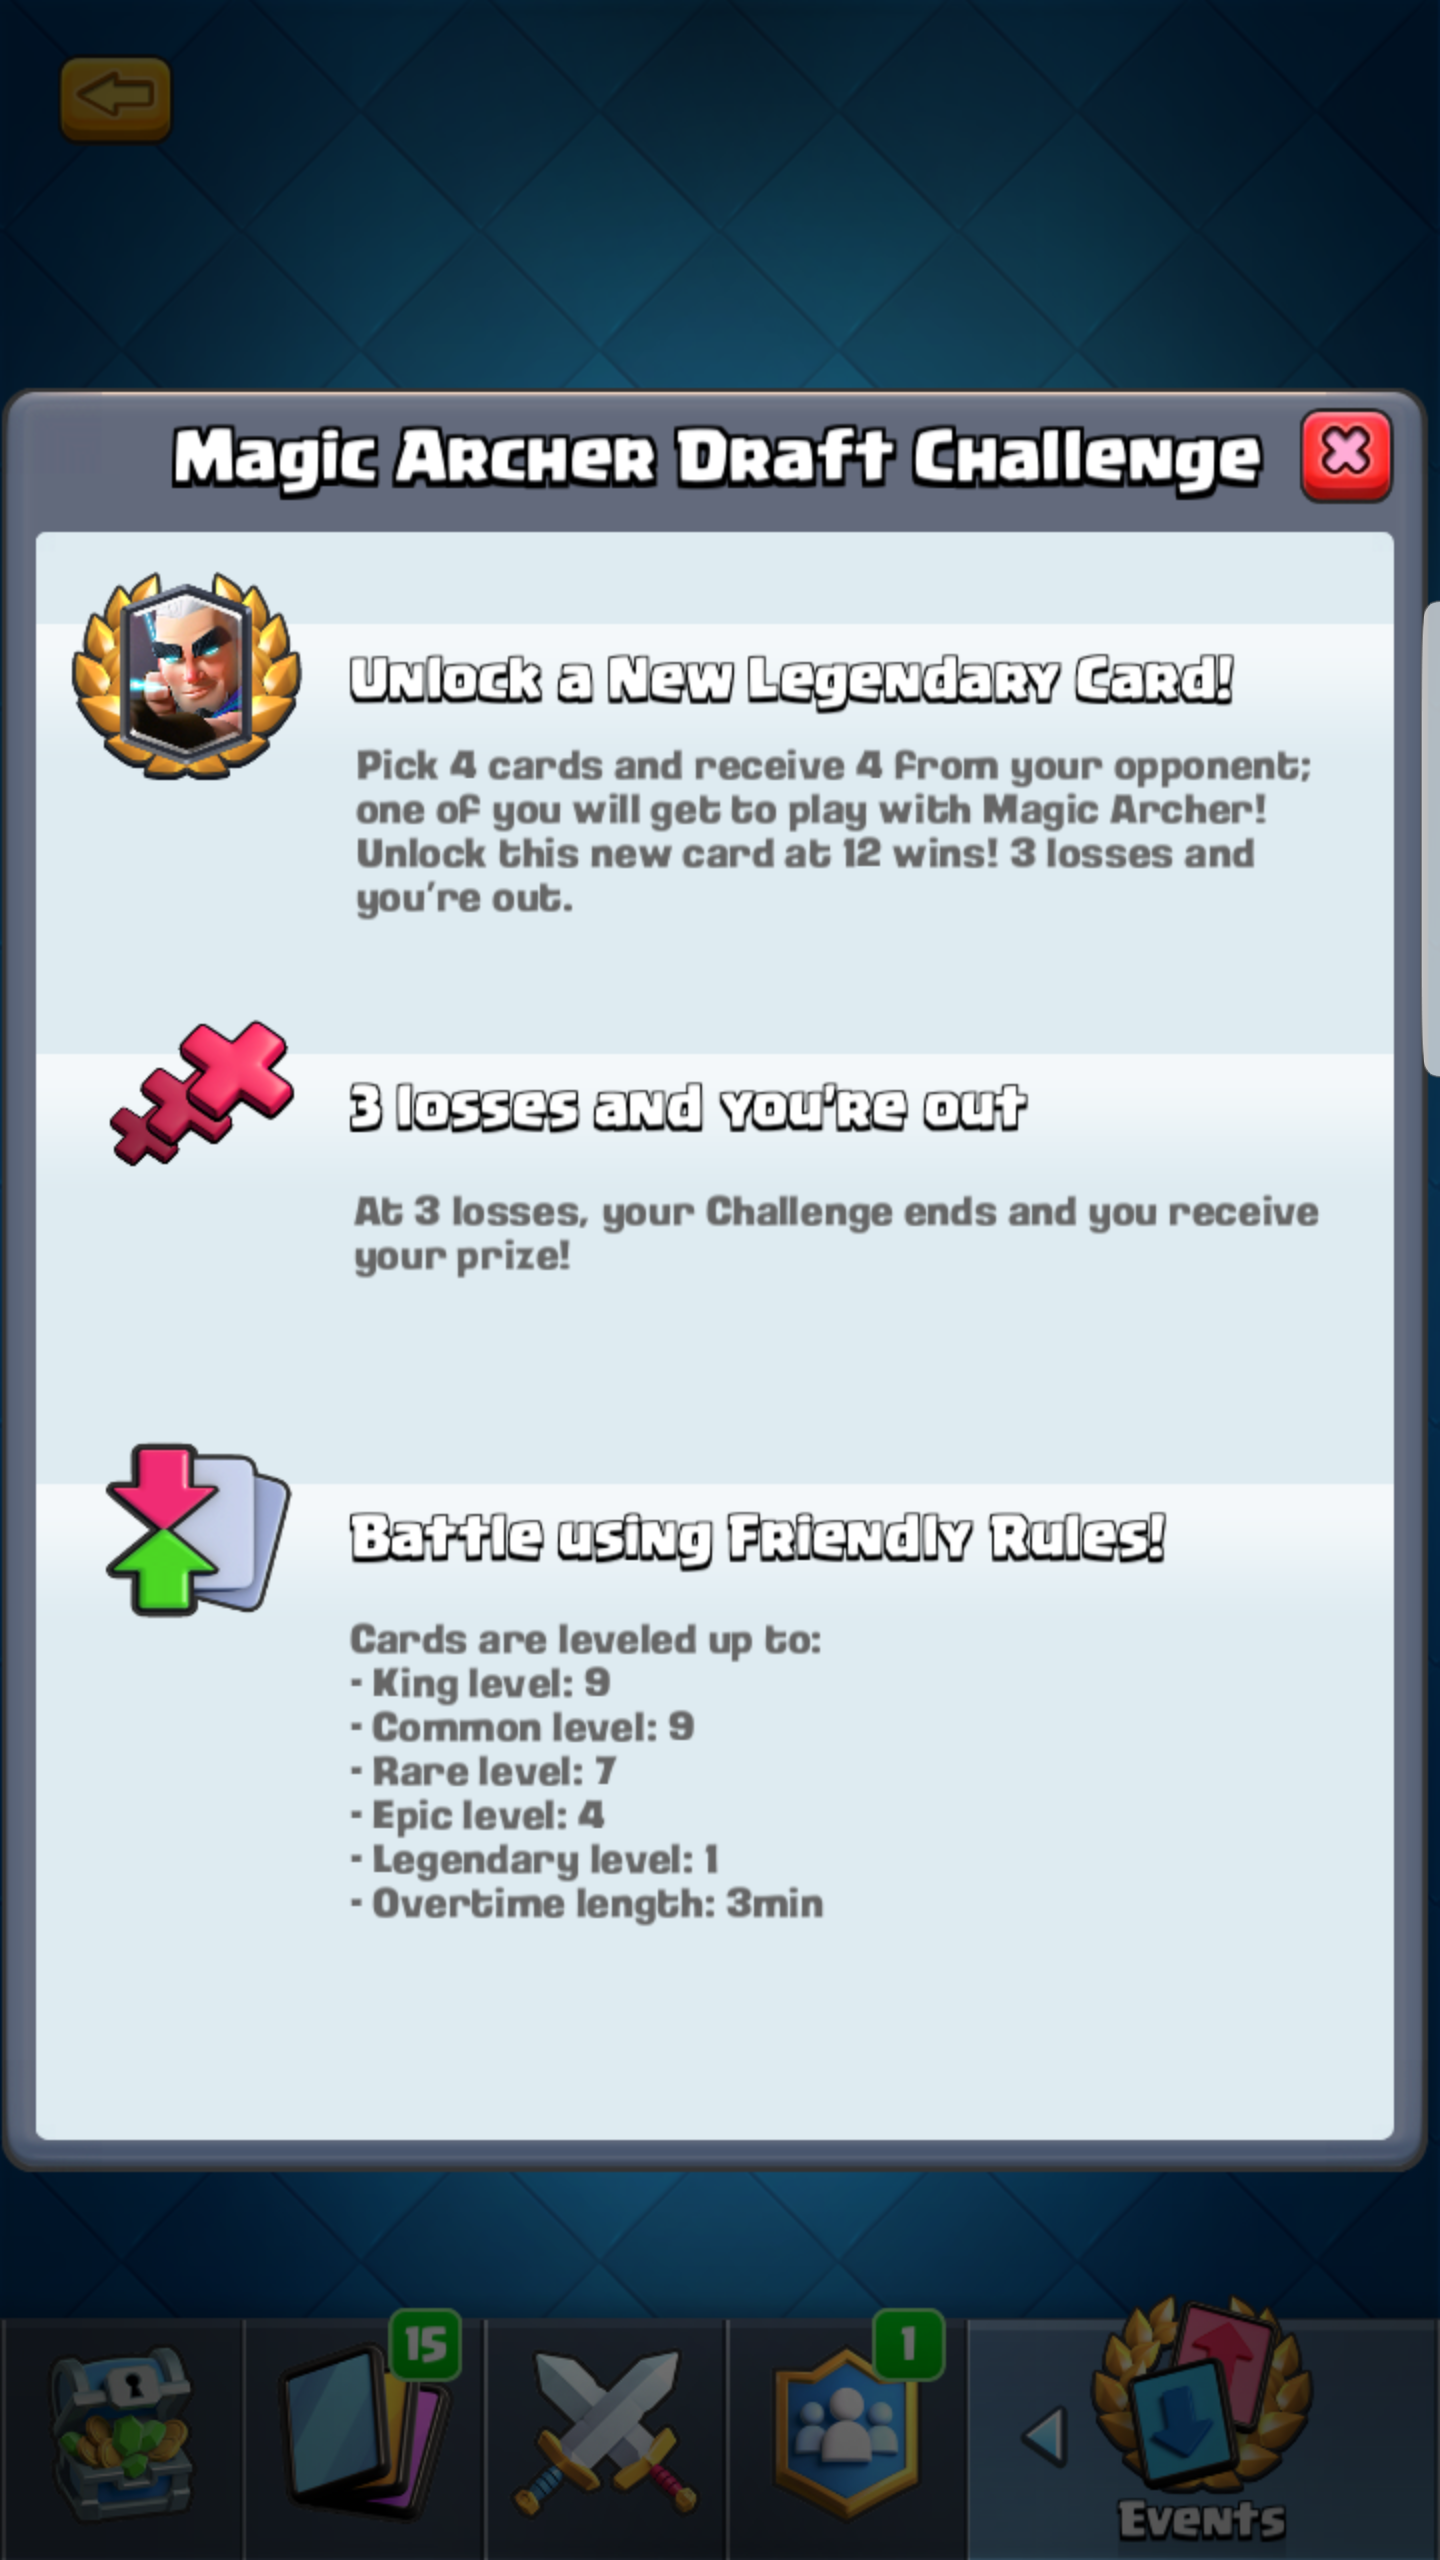 Magic Archer Draft Challenge
Unlock a New Legendary Card!
Pick 4 cards and receive 4 from your opponent;
one of you will get to play with Magic Archer!
Unlock this new card at 12 wins! 3 losses and
you're out.
3 losses and you're out
At 3 losses, your Challenge ends and you receive
your prize!
Battle using Friendly Rules!
Cards are leveled up to:
- King level: 9
- Common level: 9
- Rare level: 7
- Epic level: 4
- Legendary level: 1
- Overtime length: 3min
15
1
Events